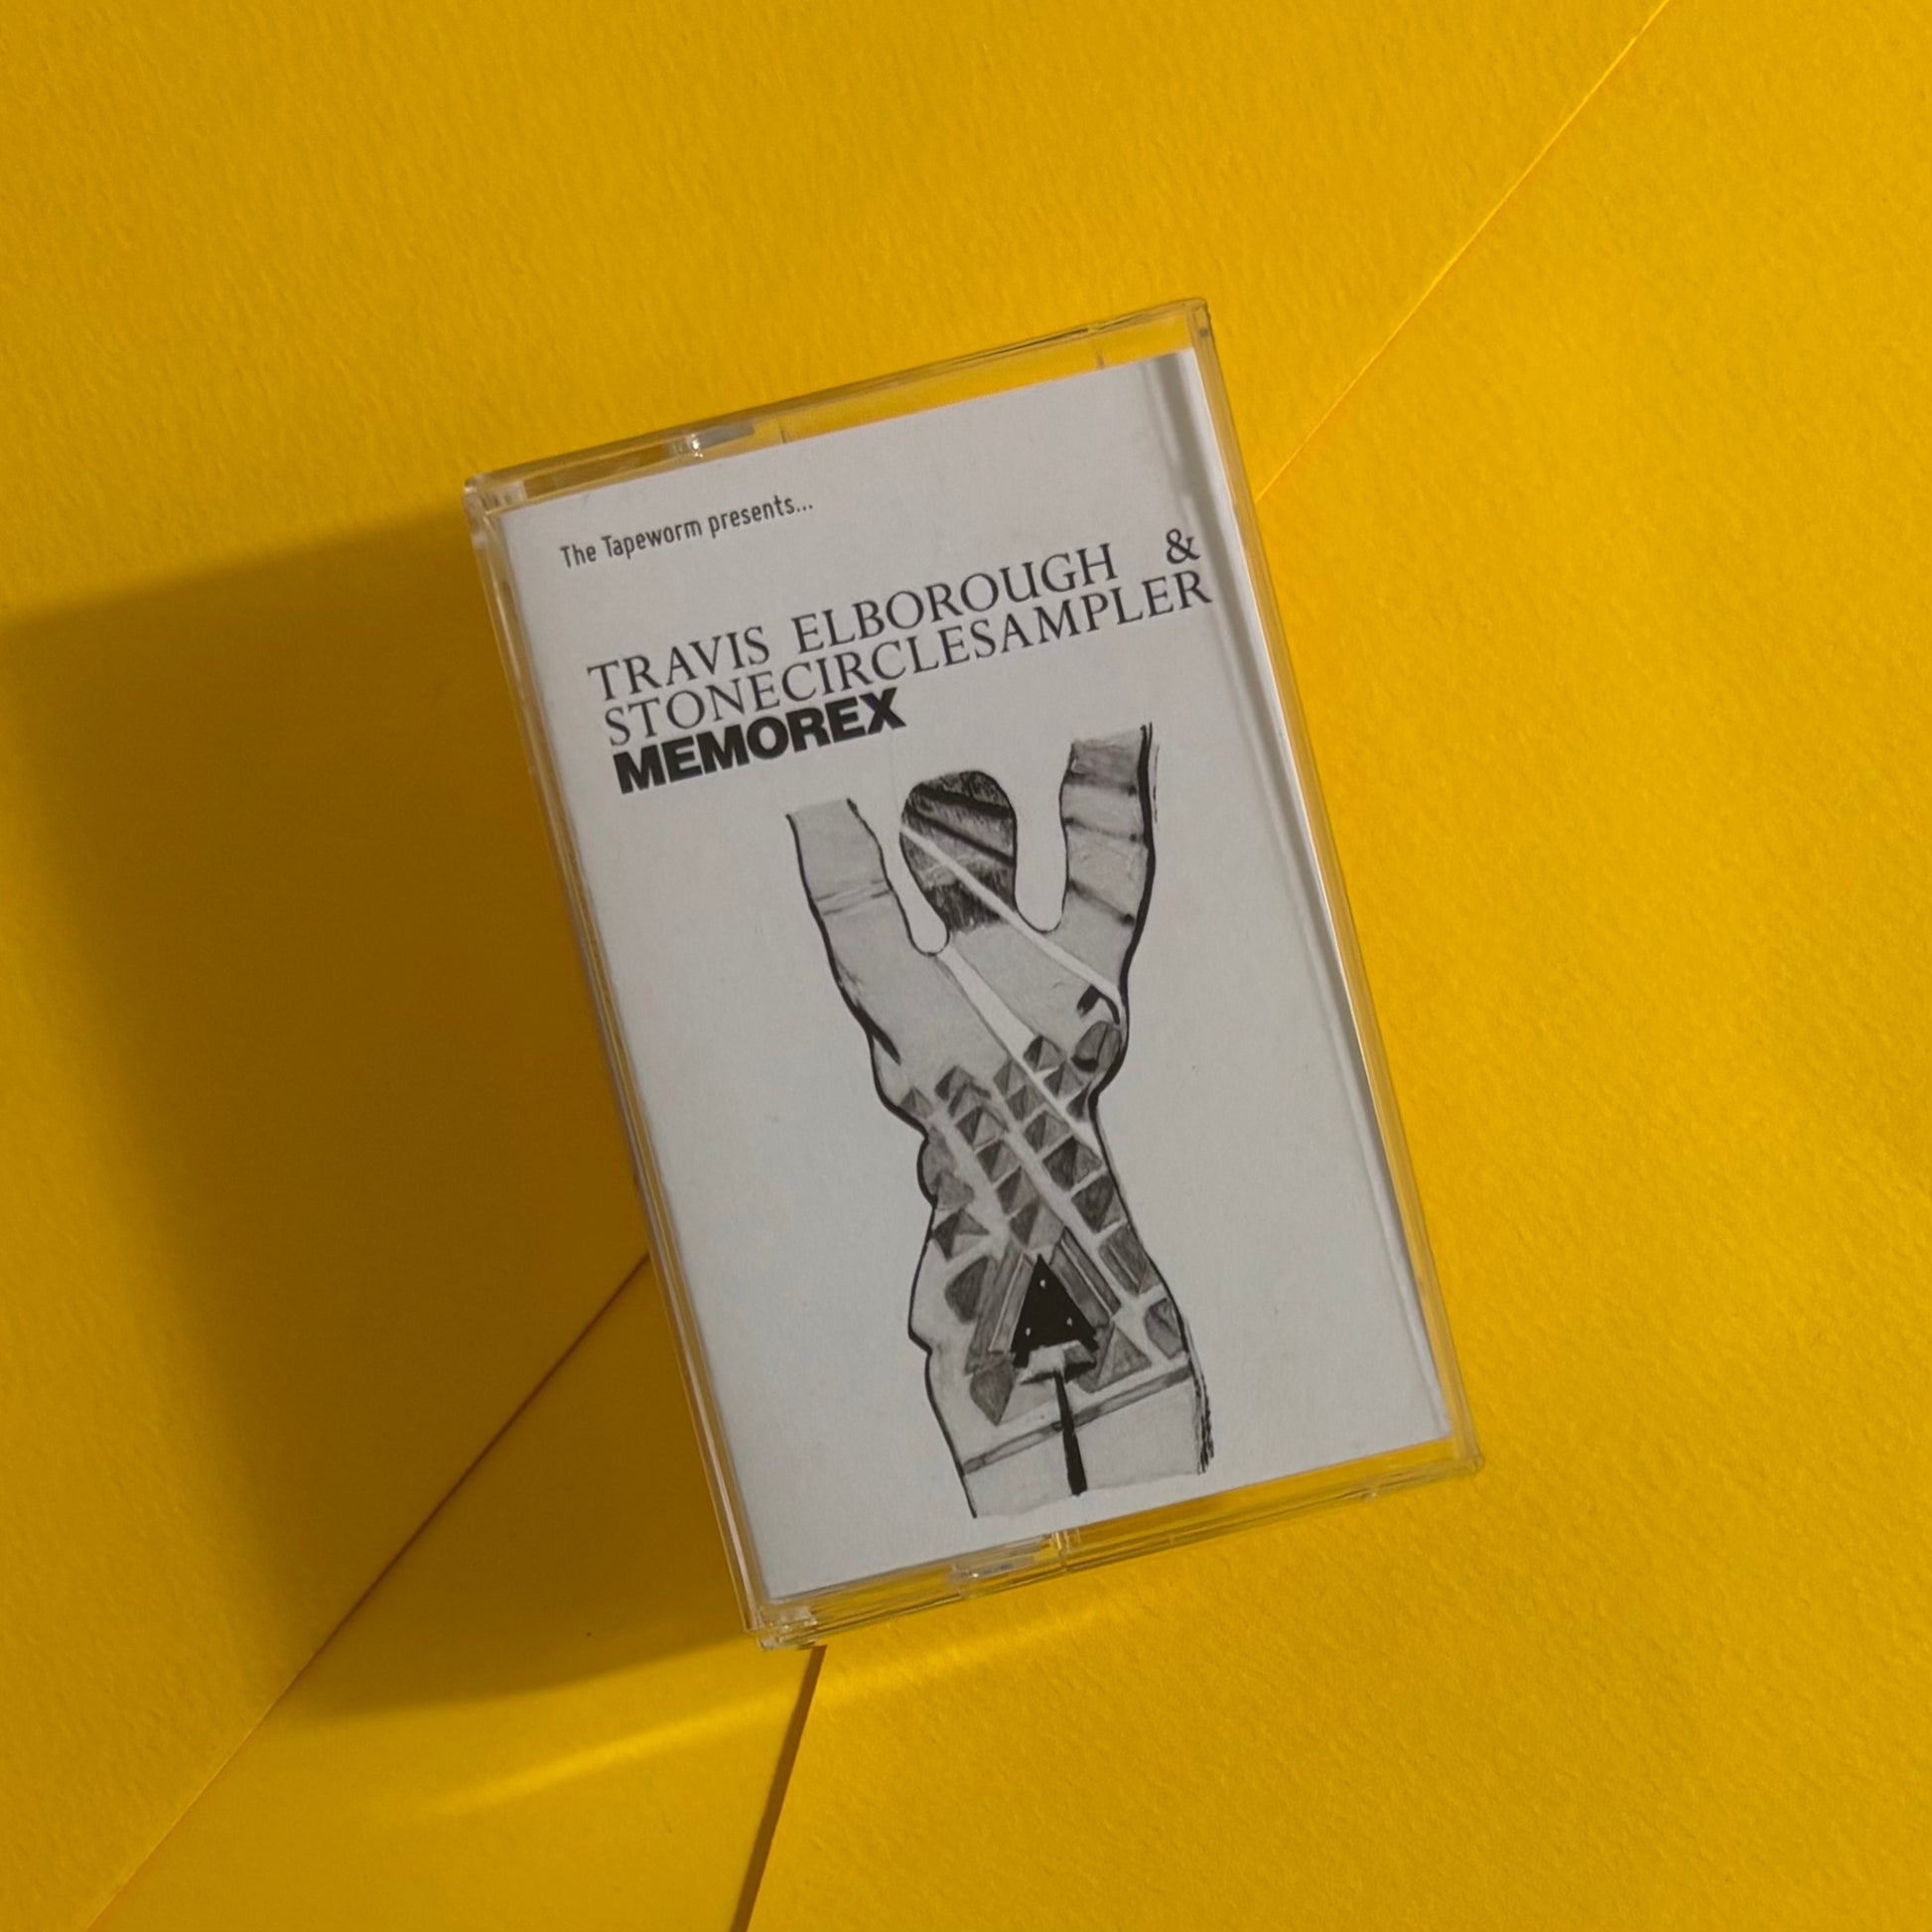 The Tapeworm presents...
TRAVIS ELBOROUGH &
STONECIRCLESAMPLER
MEMOREX